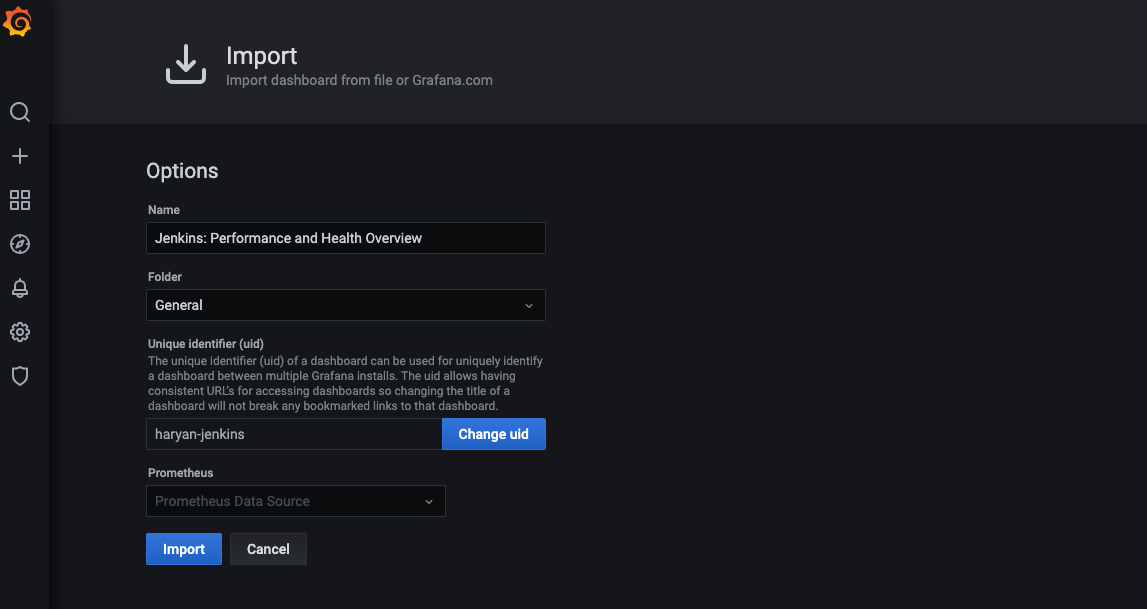 Import
Import dashboard from file or Grafana.com
Options
Name
Jenkins: Performance and Health Overview
Folder
General
Unique identifier (uid)
The unique identifier (uid) of a dashboard can be used for uniquely identify
a dashboard between multiple Grafana installs. The uid allows having
consistent URL's for accessing dashboards so changing the title of a
dashboard will not break any bookmarked links to that dashboard.
haryan-jenkins
Change uid
Prometheus
Prometheus Data Source
Import
Cancel